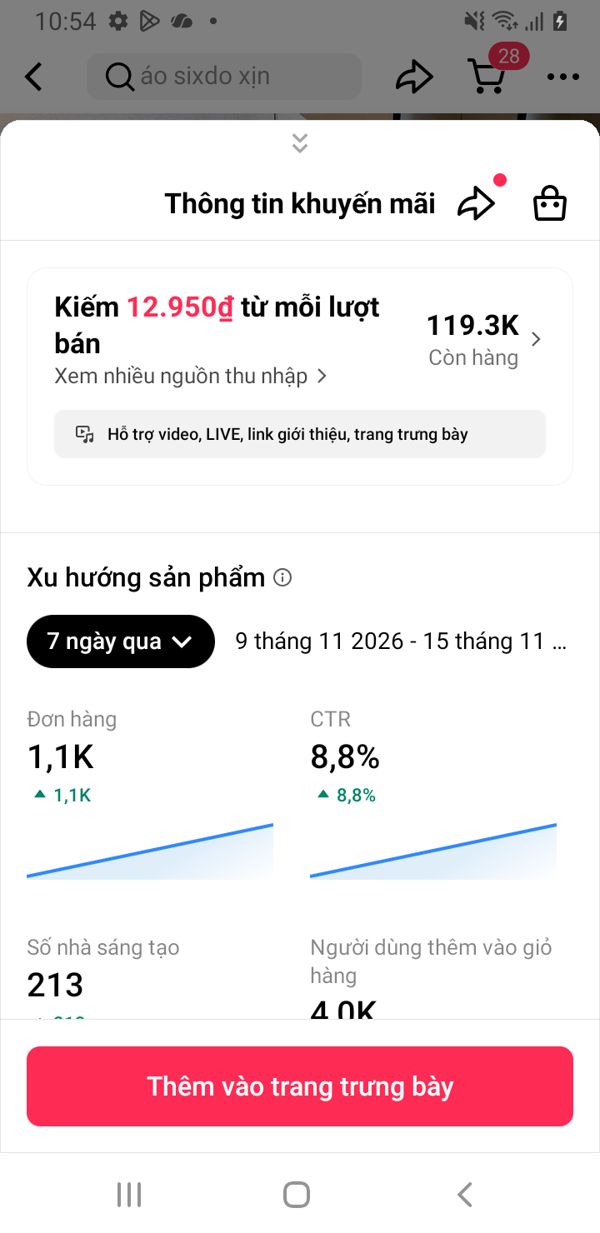 10:54
áo sixdo xịn
28
Thông tin khuyến mãi
Kiếm 12.950₫ từ mỗi lượt
bán
119.3K
Còn hàng
Xem nhiều nguồn thu nhập
Hỗ trợ video, LIVE, link giới thiệu, trang trưng bày
Xu hướng sản phẩm
7 ngày qua
9 tháng 11 2026 - 15 tháng 11 ...
Đơn hàng
1,1K
1,1K
CTR
8,8%
8,8%
Số nhà sáng tạo
213
Người dùng thêm vào giỏ
hàng
4,0K
Thêm vào trang trưng bày